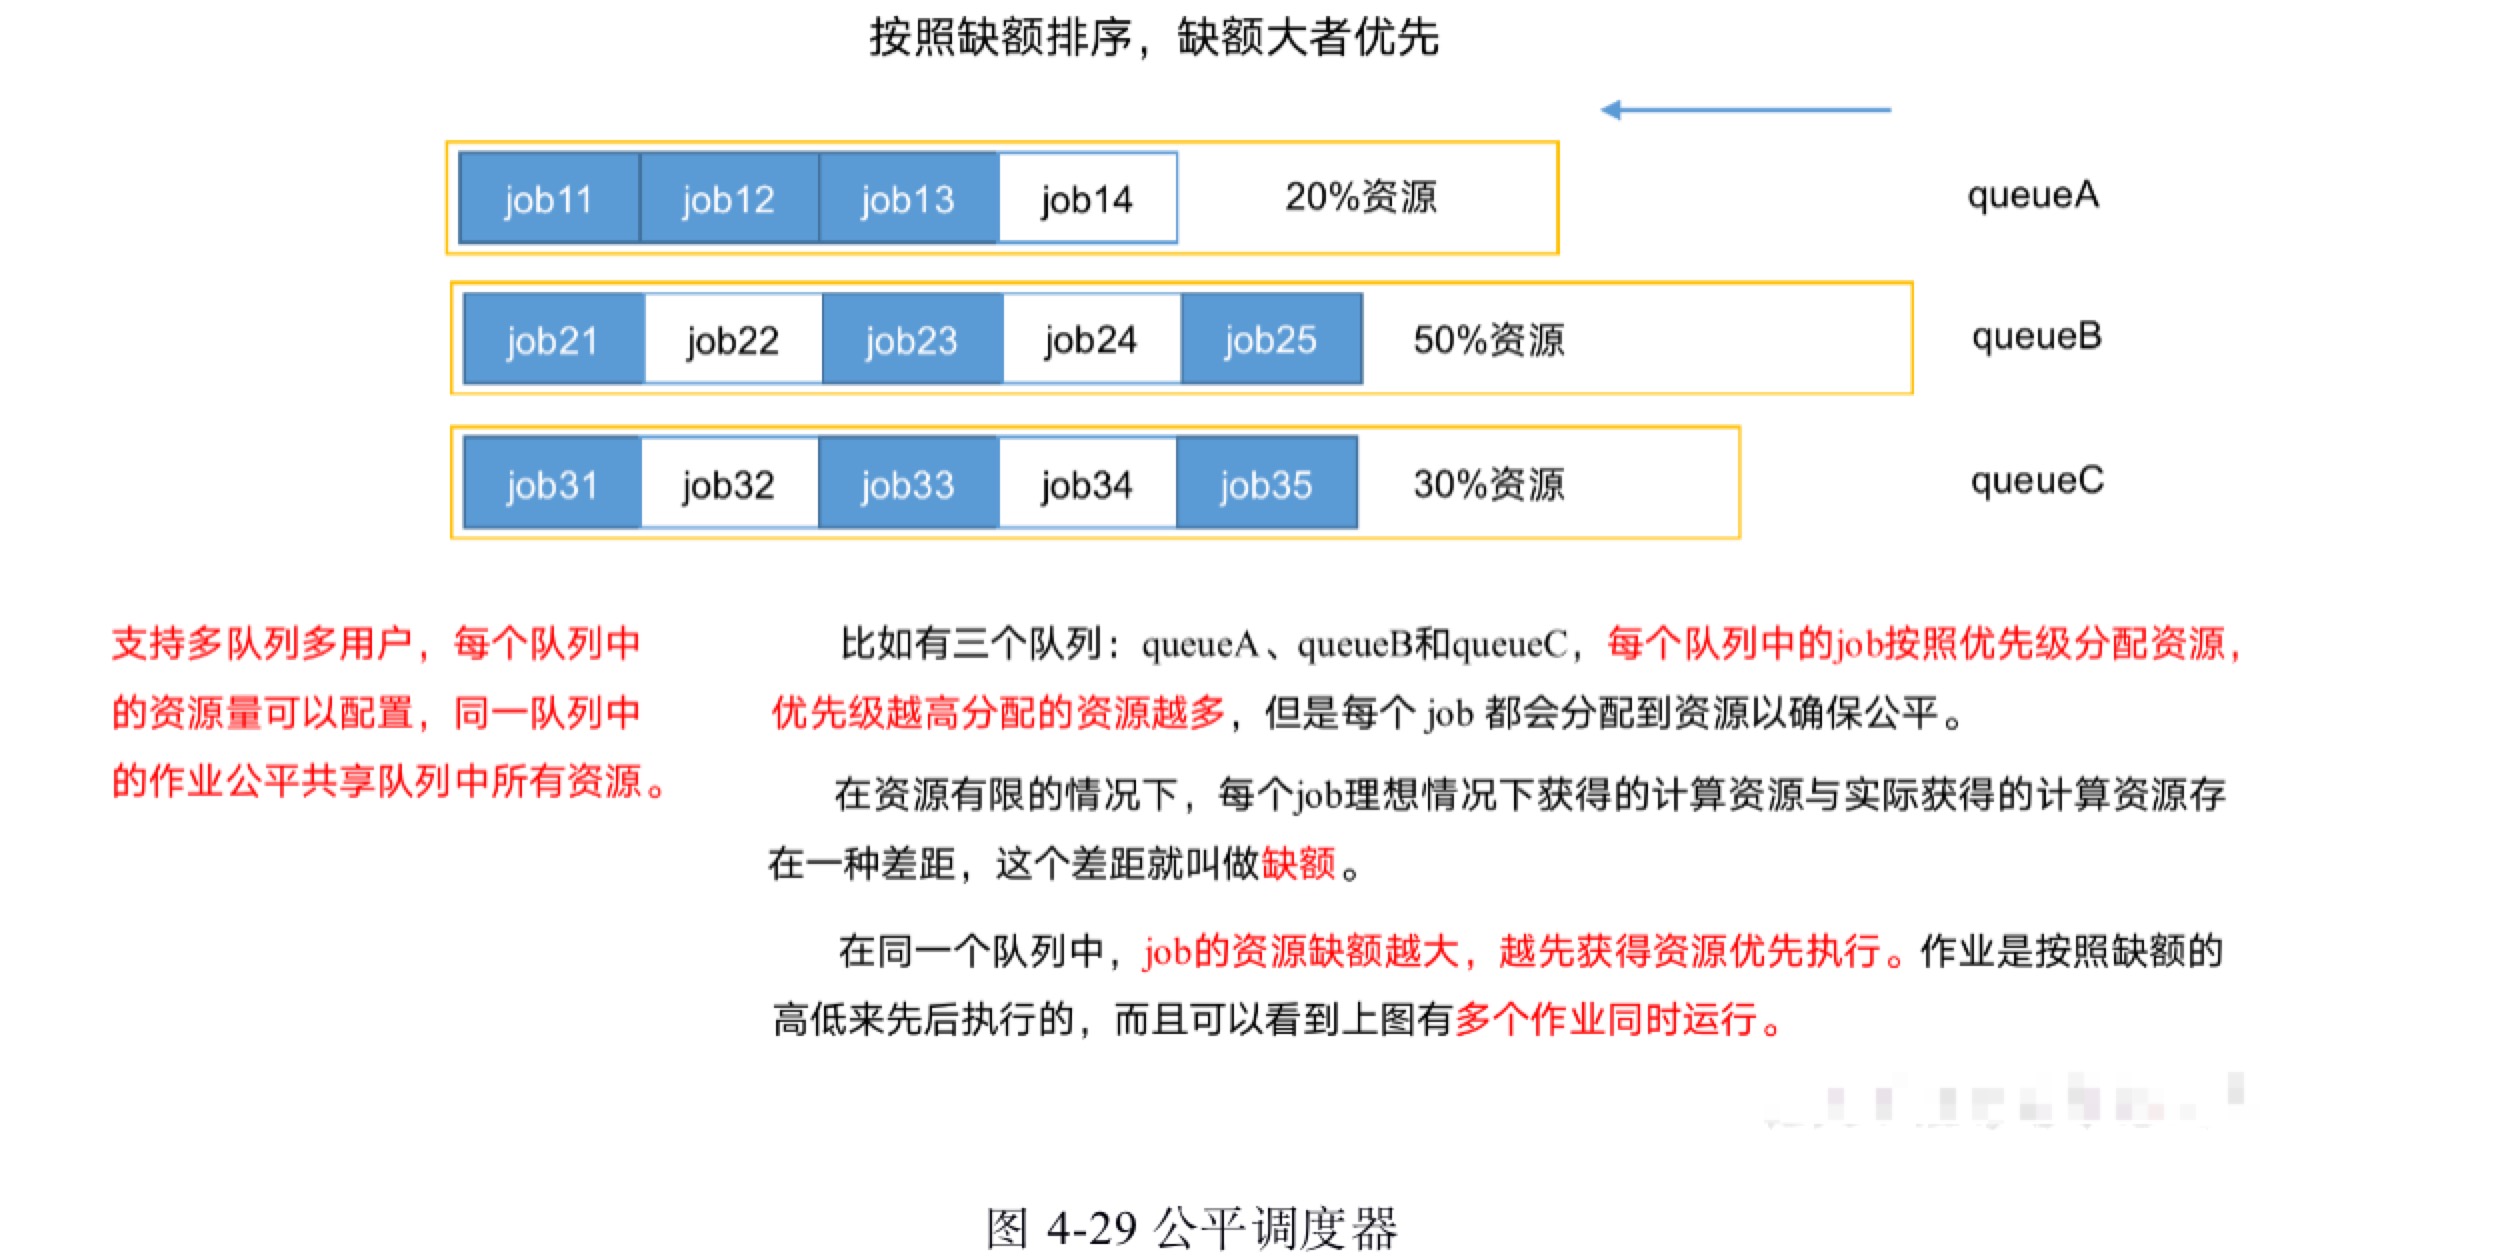 按照缺额排序，缺额大者优先
job11 job12 job13 job14 20%资源 queueA
job21 job22 job23 job24 job25 50%资源 queueB
job31 job32 job33 job34 job35 30%资源 queueC
支持多队列多用户，每个队列中
的资源量可以配置，同一队列中
的作业公平共享队列中所有资源。
比如有三个队列：queueA、queueB和queueC，每个队列中的job按照优先级分配资源，
优先级越高分配的资源越多，但是每个 job 都会分配到资源以确保公平。
在资源有限的情况下，每个job理想情况下获得的计算资源与实际获得的计算资源存
在一种差距，这个差距就叫做缺额。
在同一个队列中，job的资源缺额越大，越先获得资源优先执行。作业是按照缺额的
高低来先后执行的，而且可以看到上图有多个作业同时运行。
图 4-29 公平调度器